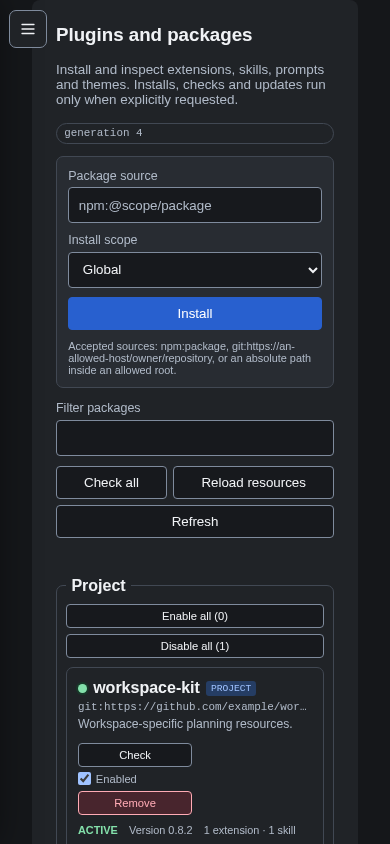 Plugins and packages
Install and inspect extensions, skills, prompts
and themes. Installs, checks and updates run
only when explicitly requested.
generation 4
Package source
npm:@scope/package
Install scope
Global
Install
Accepted sources: npm:package, git:https://an-
allowed-host/owner/repository, or an absolute path
inside an allowed root.
Filter packages
Check all
Reload resources
Refresh
Project
Enable all (0)
Disable all (1)
workspace-kit PROJECT
git:https://github.com/example/wor…
Workspace-specific planning resources.
Check
Enabled
Remove
ACTIVE Version 0.8.2 1 extension · 1 skill